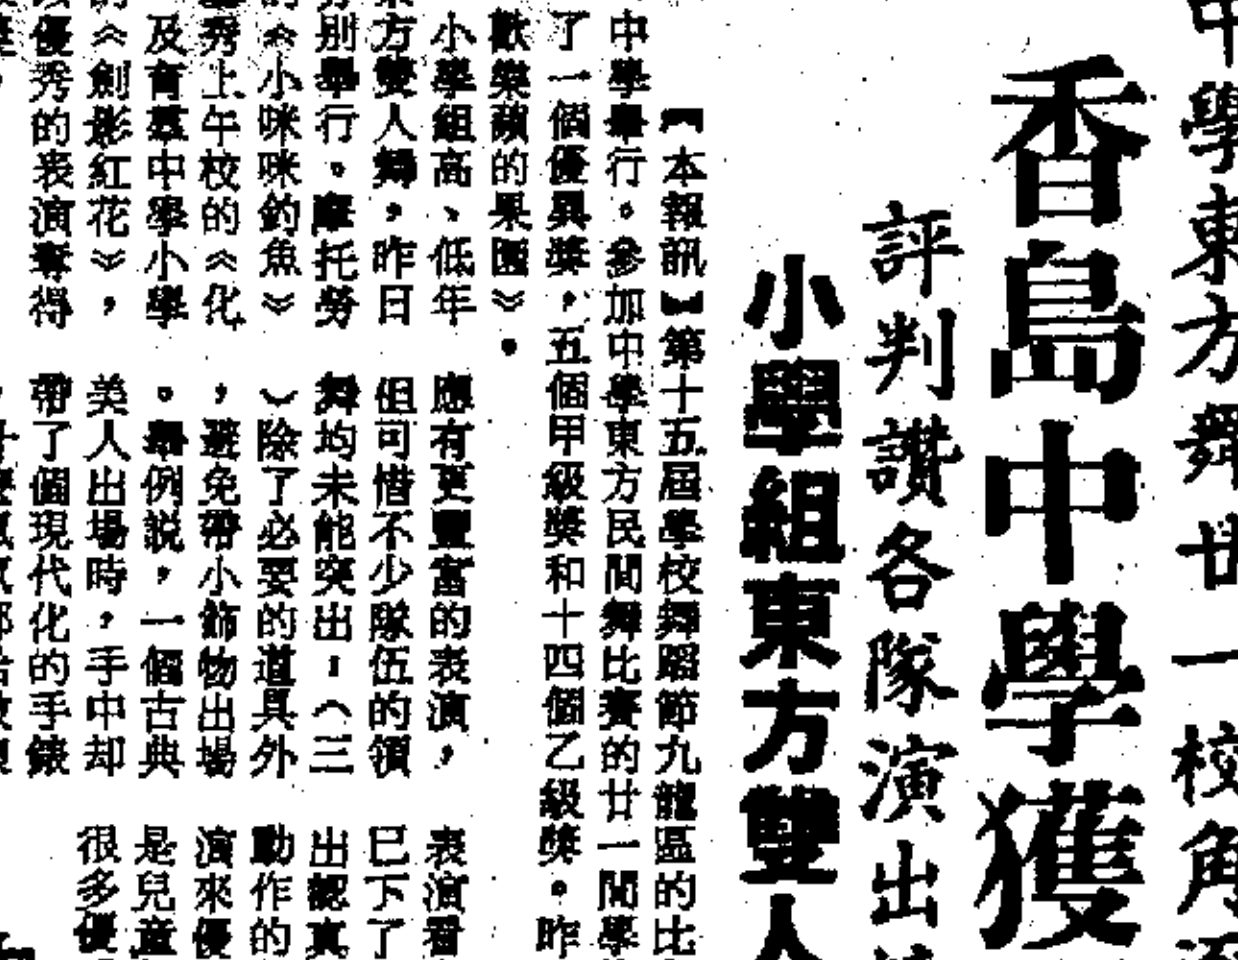 中學東方舞廿一校角
香島中學獲
評判讚各隊演出
小學組東方雙人
【本報訊】第十五屆學校舞蹈節九龍區的比
中學舉行。參加中學東方民間舞比賽的廿一間學
了一個優異獎,五個甲級獎和十四個乙級獎。昨
歡樂蘋的果園》。
小學組高、低年
方雙人舞,昨日
別舉行。摩托勞
《小咪咪釣魚》
秀上午校的《化
及育羣中學小學
《劍影紅花》,
優秀的表演奪得
應有更豐富的表演,
但可惜不少隊伍的領
舞均未能突出;(三
)除了必要的道具外
,避免帶小飾物出場
。舉例説,一個古典
美人出場時,手中却
帶了個現代化的手錶
表演看
已下了
出認真
動作的
演來優
是兒童
很多優